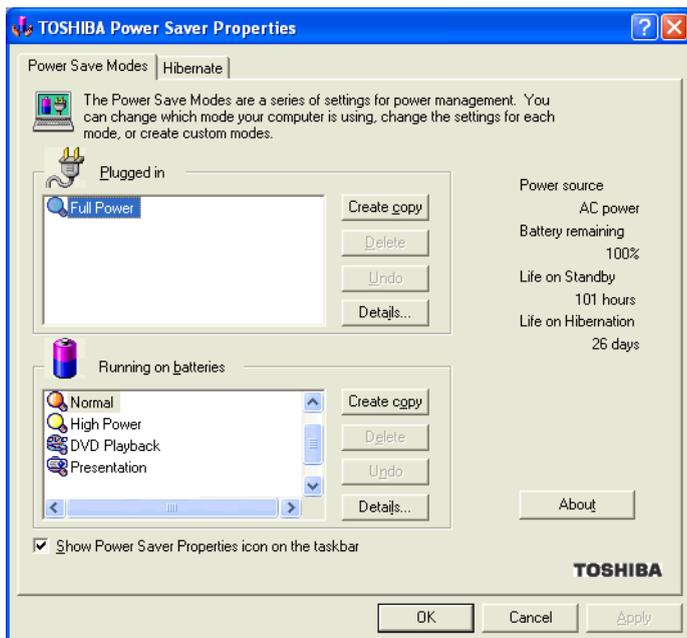 TOSHIBA Power Saver Properties
Power Save Modes
Hibernate
The Power Save Modes are a series of settings for power management. You
can change which mode your computer is using, change the settings for each
mode, or create custom modes.
Plugged in
Full Power
Create copy
Delete
Undo
Details...
Power source
AC power
Battery remaining
100%
Life on Standby
101 hours
Life on Hibernation
26 days
Running on batteries
Normal
High Power
DVD Playback
Presentation
Create copy
Delete
Undo
Details...
About
Show Power Saver Properties icon on the taskbar
TOSHIBA
OK
Cancel
Apply